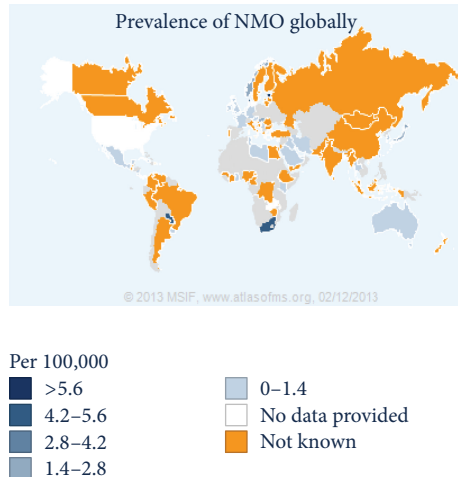 Prevalence of NMO globally
© 2013 MSIF, www.atlasofms.org, 02/12/2013
Per 100,000
>5.6
4.2–5.6
2.8–4.2
1.4–2.8
0–1.4
No data provided
Not known